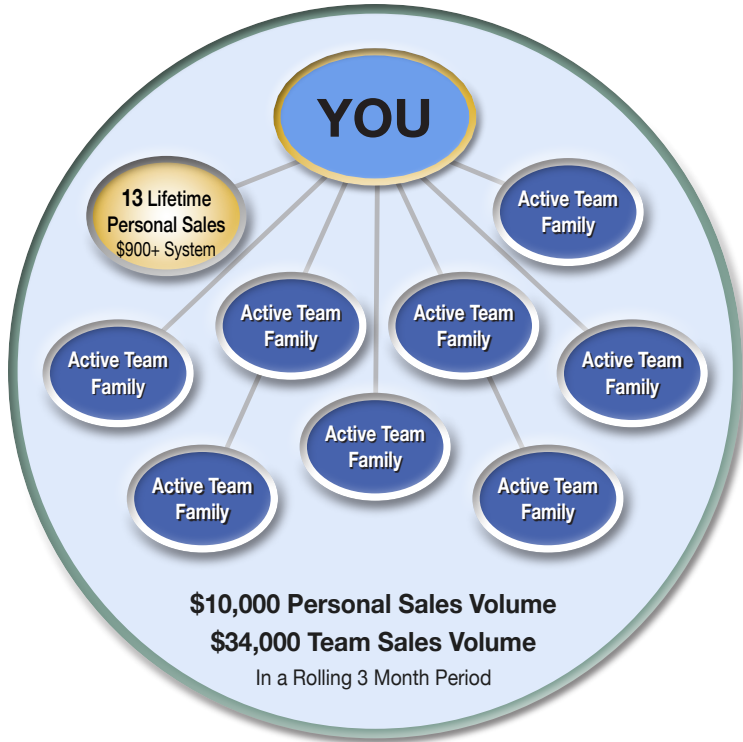 YOU
13 Lifetime
Personal Sales
$900+ System
Active Team
Family
Active Team
Family
Active Team
Family
Active Team
Family
Active Team
Family
Active Team
Family
Active Team
Family
Active Team
Family
$10,000 Personal Sales Volume
$34,000 Team Sales Volume
In a Rolling 3 Month Period